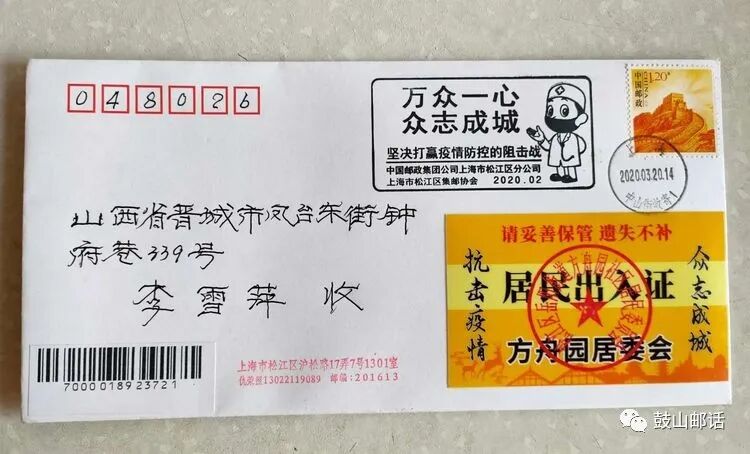 048026
万众一心
众志成城
坚决打赢疫情防控的阻击战
中国邮政集团公司上海市松江区分公司
上海市松江区集邮协会 2020.02
1.20
CHINA
中国邮政
2020.03.20.14
山西省晋城市凤台东街钟
府巷339号
李雪萍 收
请妥善保管 遗失不补
抗击疫情
居民出入证
众志成城
方舟园居委会
7000018923721
上海市松江区沪松路17弄7号1301室
13022119089 邮编:201613
鼓山邮话